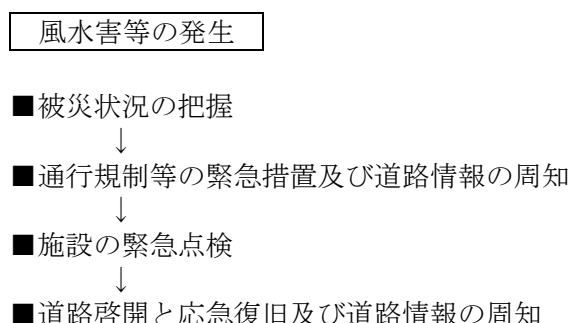 風水害等の発生
■被災状況の把握
↓
■通行規制等の緊急措置及び道路情報の周知
↓
■施設の緊急点検
↓
■道路啓開と応急復旧及び道路情報の周知